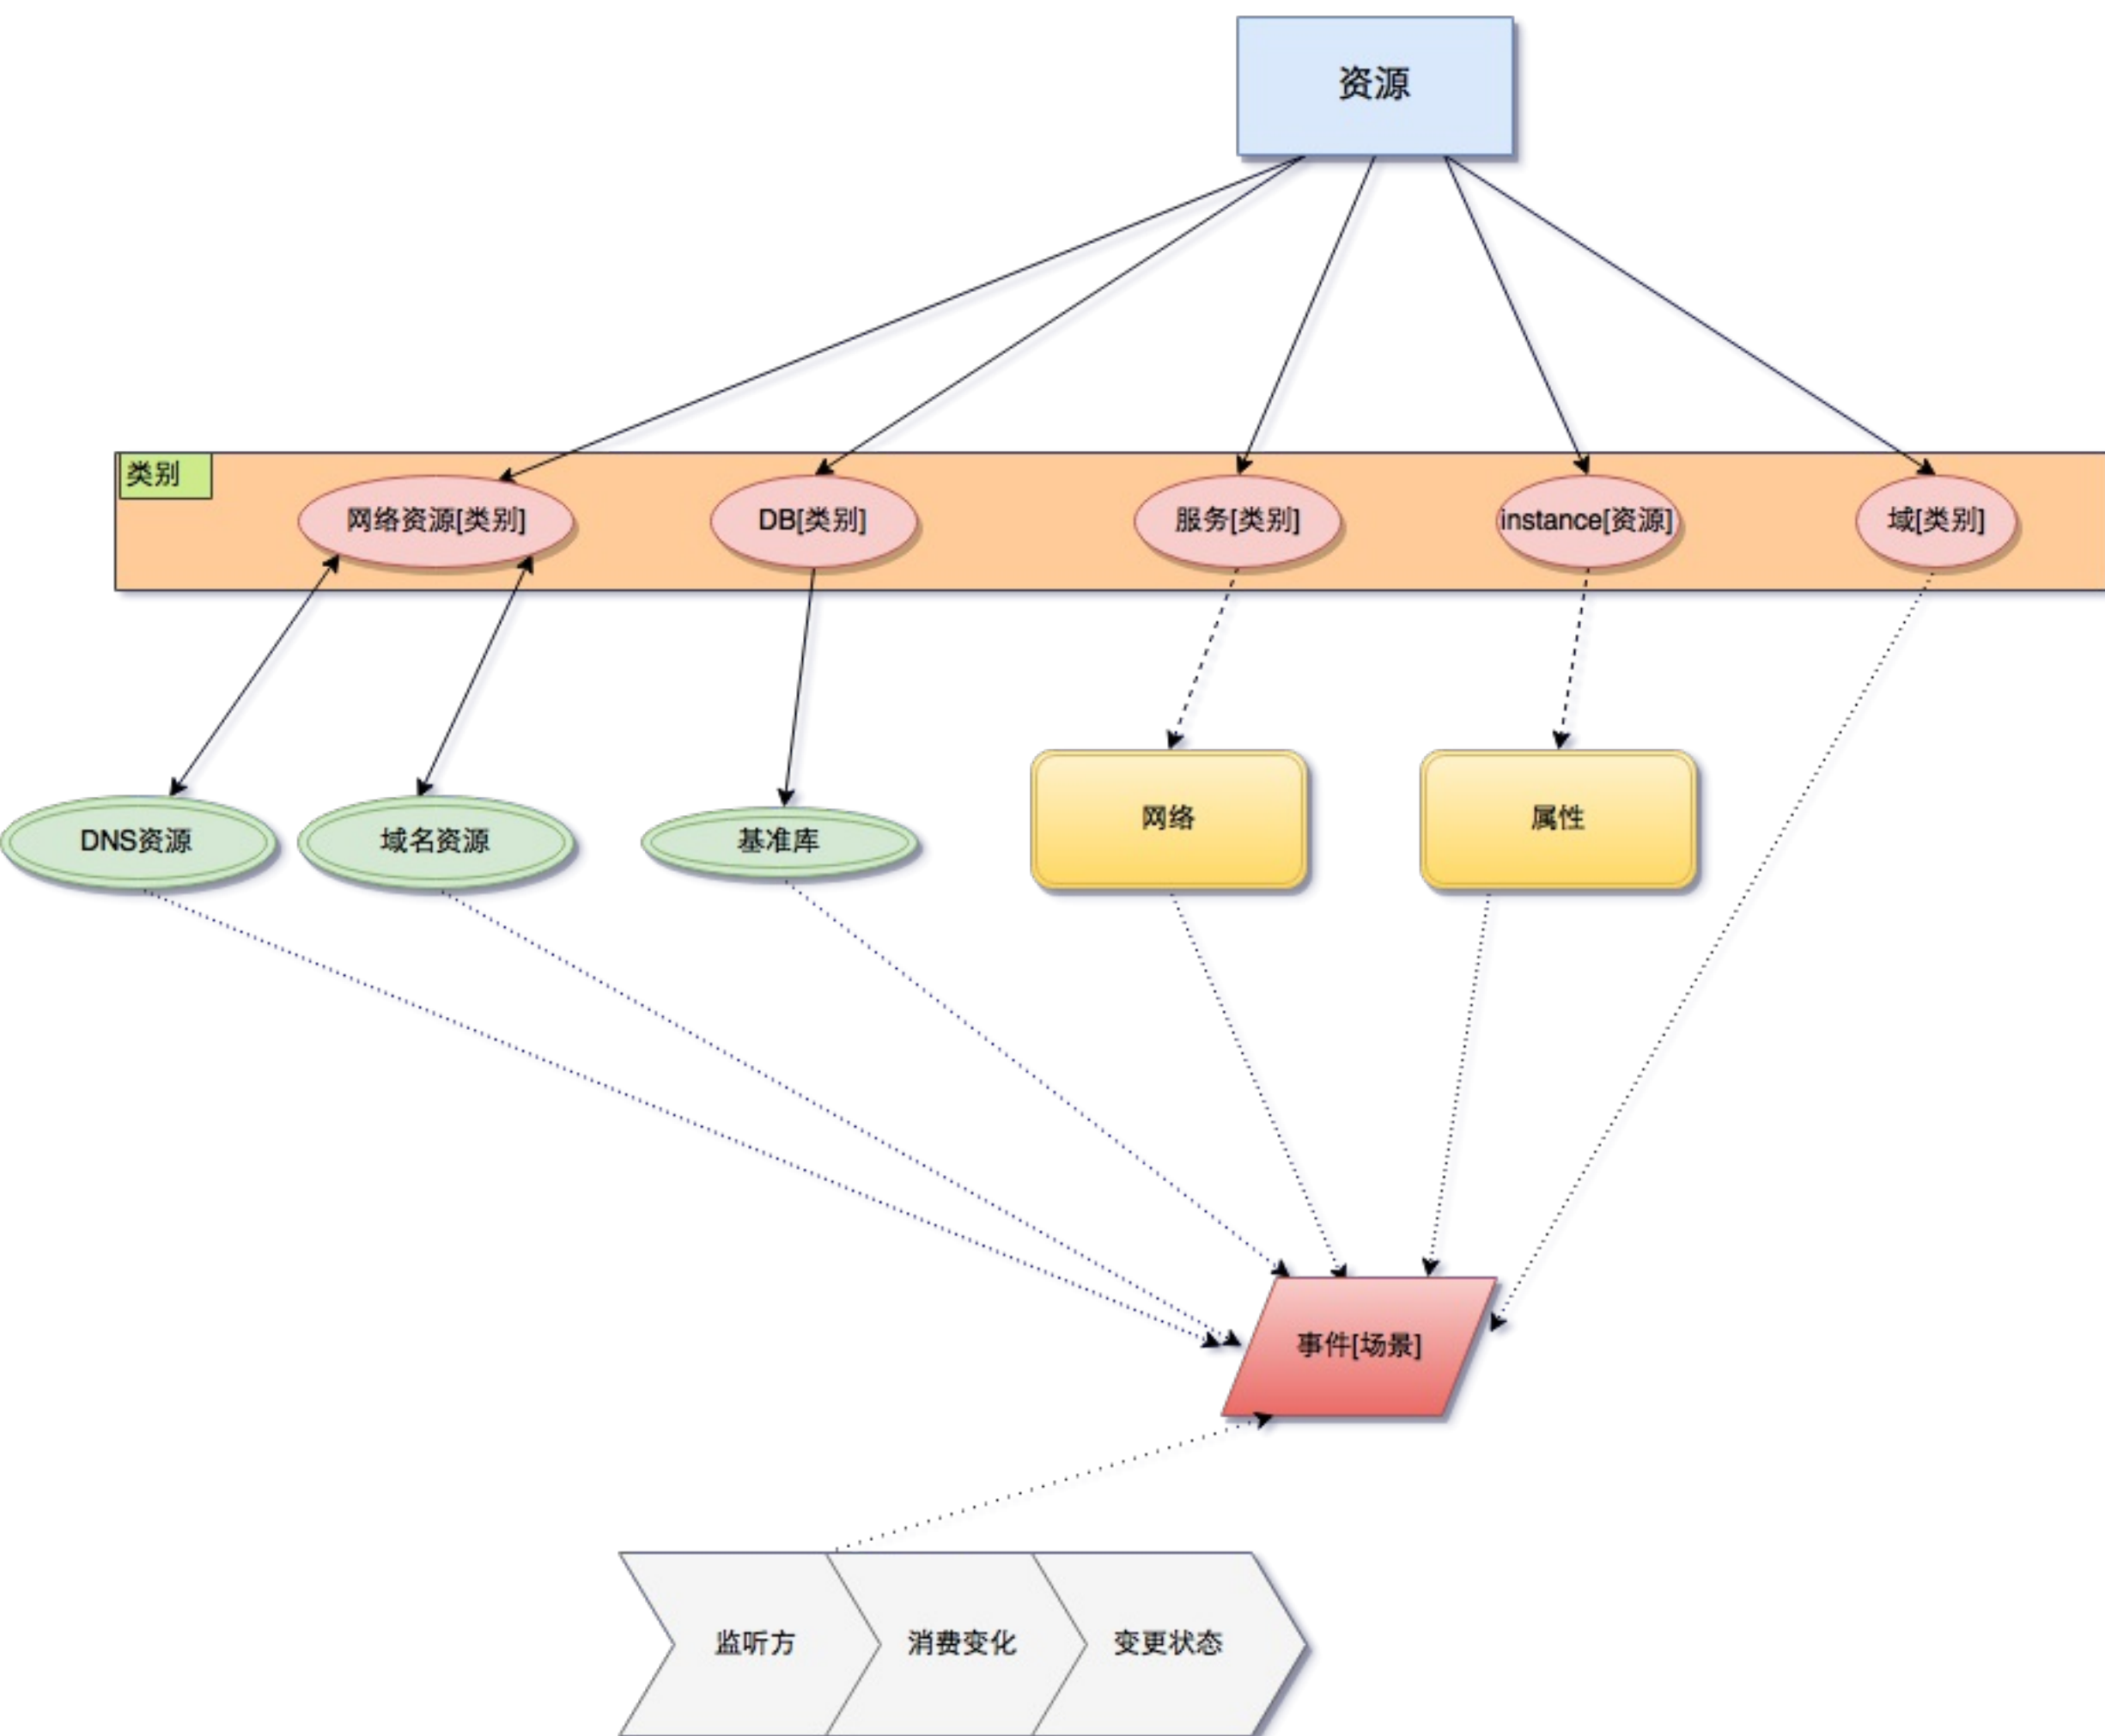 资源
类别
网络资源[类别]
DB[类别]
服务[类别]
instance[资源]
域[类别]
DNS资源
域名资源
基准库
网络
属性
事件[场景]
监听方
消费变化
变更状态